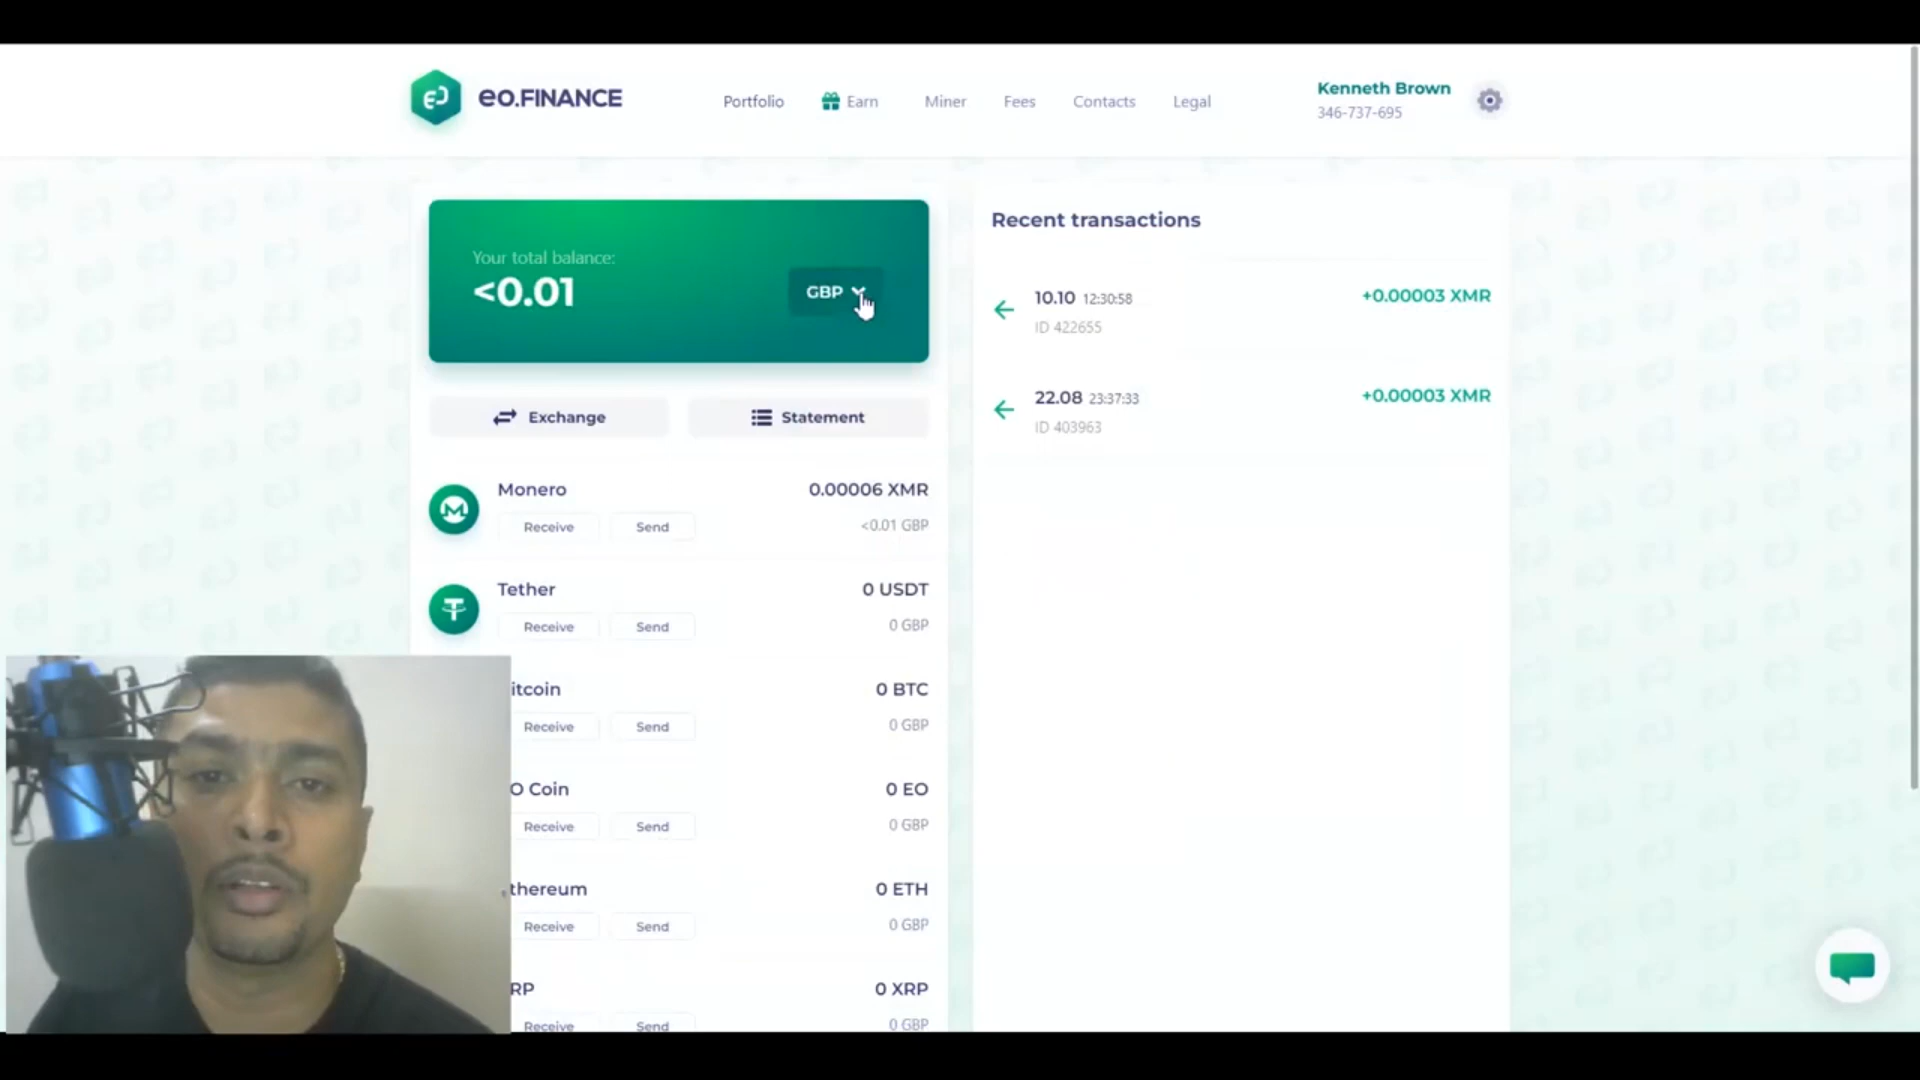 eo.FINANCE
Portfolio
Earn
Miner
Fees
Contacts
Legal
Kenneth Brown
346-737-695
Your total balance:
<0.01
GBP
Exchange
Statement
Monero
0.00006 XMR
Receive
Send
<0.01 GBP
Tether
0 USDT
Receive
Send
0 GBP
itcoin
0 BTC
Receive
Send
0 GBP
O Coin
0 EO
Receive
Send
0 GBP
thereum
0 ETH
Receive
Send
0 GBP
RP
0 XRP
Receive
Send
0 GBP
Recent transactions
10.10 12:30:58
+0.00003 XMR
ID 422655
22.08 23:37:33
+0.00003 XMR
ID 403963